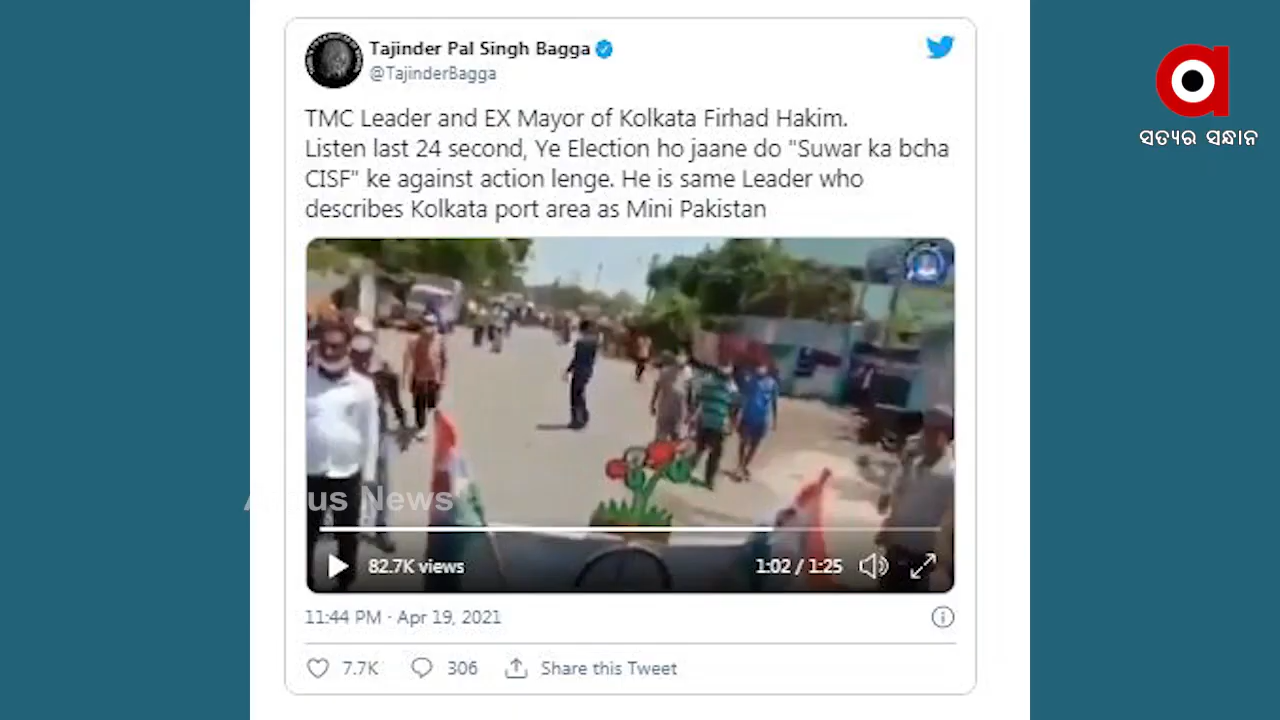 Tajinder Pal Singh Bagga
@TajinderBagga
ସତ୍ୟର ସନ୍ଧାନ
TMC Leader and EX Mayor of Kolkata Firhad Hakim.
Listen last 24 second, Ye Election ho jaane do "Suwar ka bcha
CISF" ke against action lenge. He is same Leader who
describes Kolkata port area as Mini Pakistan
Argus News
82.7K views
1:02 / 1:25
11:44 PM · Apr 19, 2021
7.7K
306
Share this Tweet